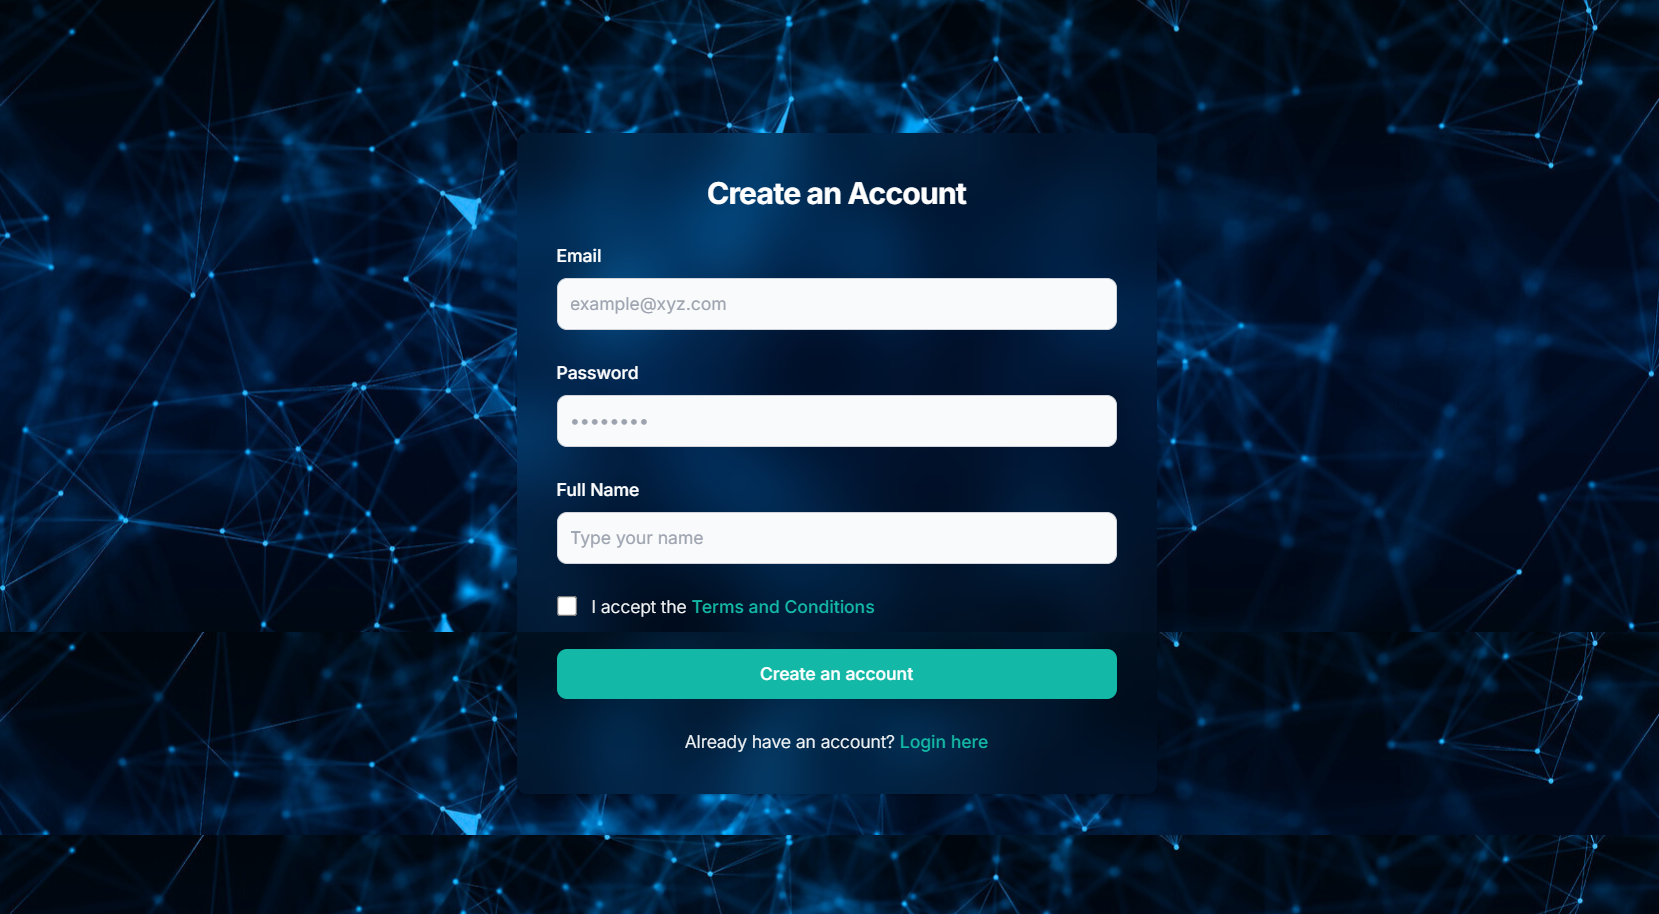 Create an Account
Email
example@xyz.com
Password
••••••••
Full Name
Type your name
I accept the Terms and Conditions
Create an account
Already have an account? Login here